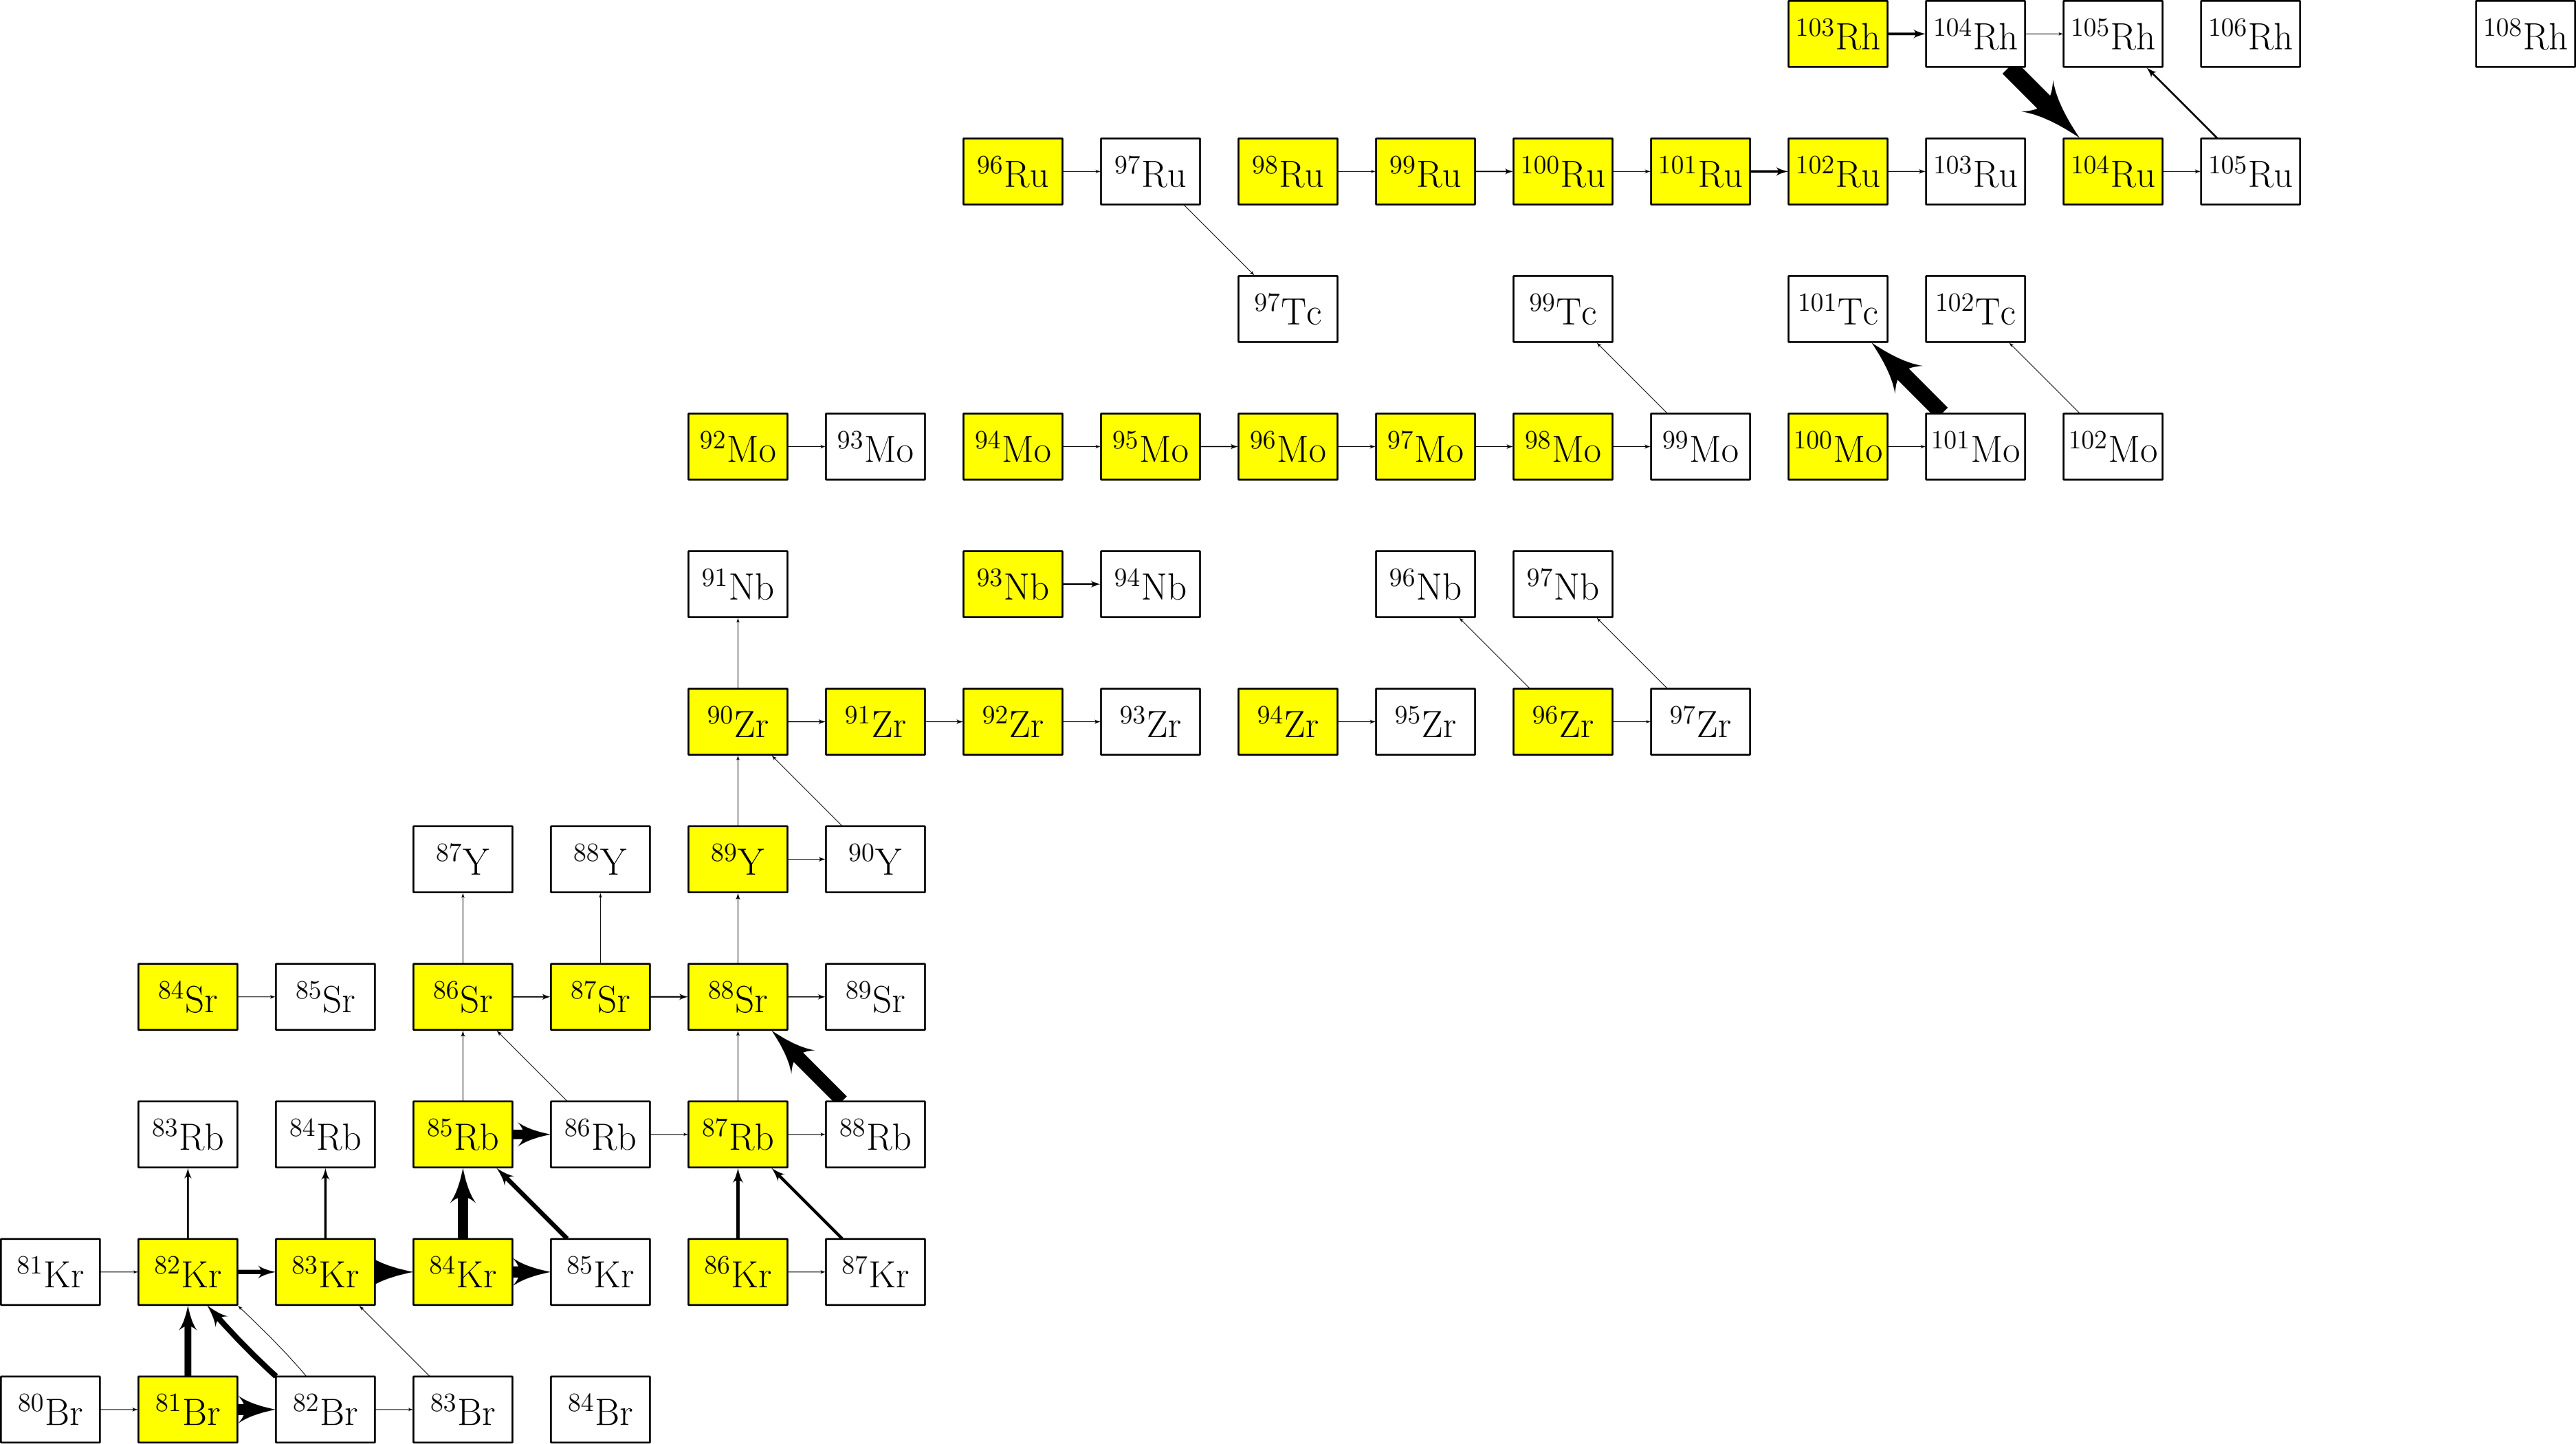 ¹⁰³Rh ¹⁰⁴Rh ¹⁰⁵Rh ¹⁰⁶Rh ¹⁰⁸Rh
⁹⁶Ru ⁹⁷Ru ⁹⁸Ru ⁹⁹Ru ¹⁰⁰Ru ¹⁰¹Ru ¹⁰²Ru ¹⁰³Ru ¹⁰⁴Ru ¹⁰⁵Ru
⁹⁷Tc ⁹⁹Tc ¹⁰¹Tc ¹⁰²Tc
⁹²Mo ⁹³Mo ⁹⁴Mo ⁹⁵Mo ⁹⁶Mo ⁹⁷Mo ⁹⁸Mo ⁹⁹Mo ¹⁰⁰Mo ¹⁰¹Mo ¹⁰²Mo
⁹¹Nb ⁹³Nb ⁹⁴Nb ⁹⁶Nb ⁹⁷Nb
⁹⁰Zr ⁹¹Zr ⁹²Zr ⁹³Zr ⁹⁴Zr ⁹⁵Zr ⁹⁶Zr ⁹⁷Zr
⁸⁷Y ⁸⁸Y ⁸⁹Y ⁹⁰Y
⁸⁴Sr ⁸⁵Sr ⁸⁶Sr ⁸⁷Sr ⁸⁸Sr ⁸⁹Sr
⁸³Rb ⁸⁴Rb ⁸⁵Rb ⁸⁶Rb ⁸⁷Rb ⁸⁸Rb
⁸¹Kr ⁸²Kr ⁸³Kr ⁸⁴Kr ⁸⁵Kr ⁸⁶Kr ⁸⁷Kr
⁸⁰Br ⁸¹Br ⁸²Br ⁸³Br ⁸⁴Br